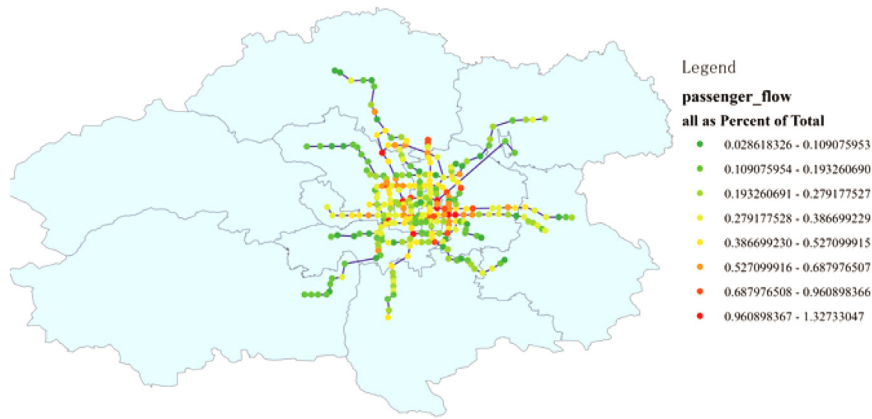 Legend
passenger_flow
all as Percent of Total
0.028618326 - 0.109075953
0.109075954 - 0.193260690
0.193260691 - 0.279177527
0.279177528 - 0.386699229
0.386699230 - 0.527099915
0.527099916 - 0.687976507
0.687976508 - 0.960898366
0.960898367 - 1.32733047